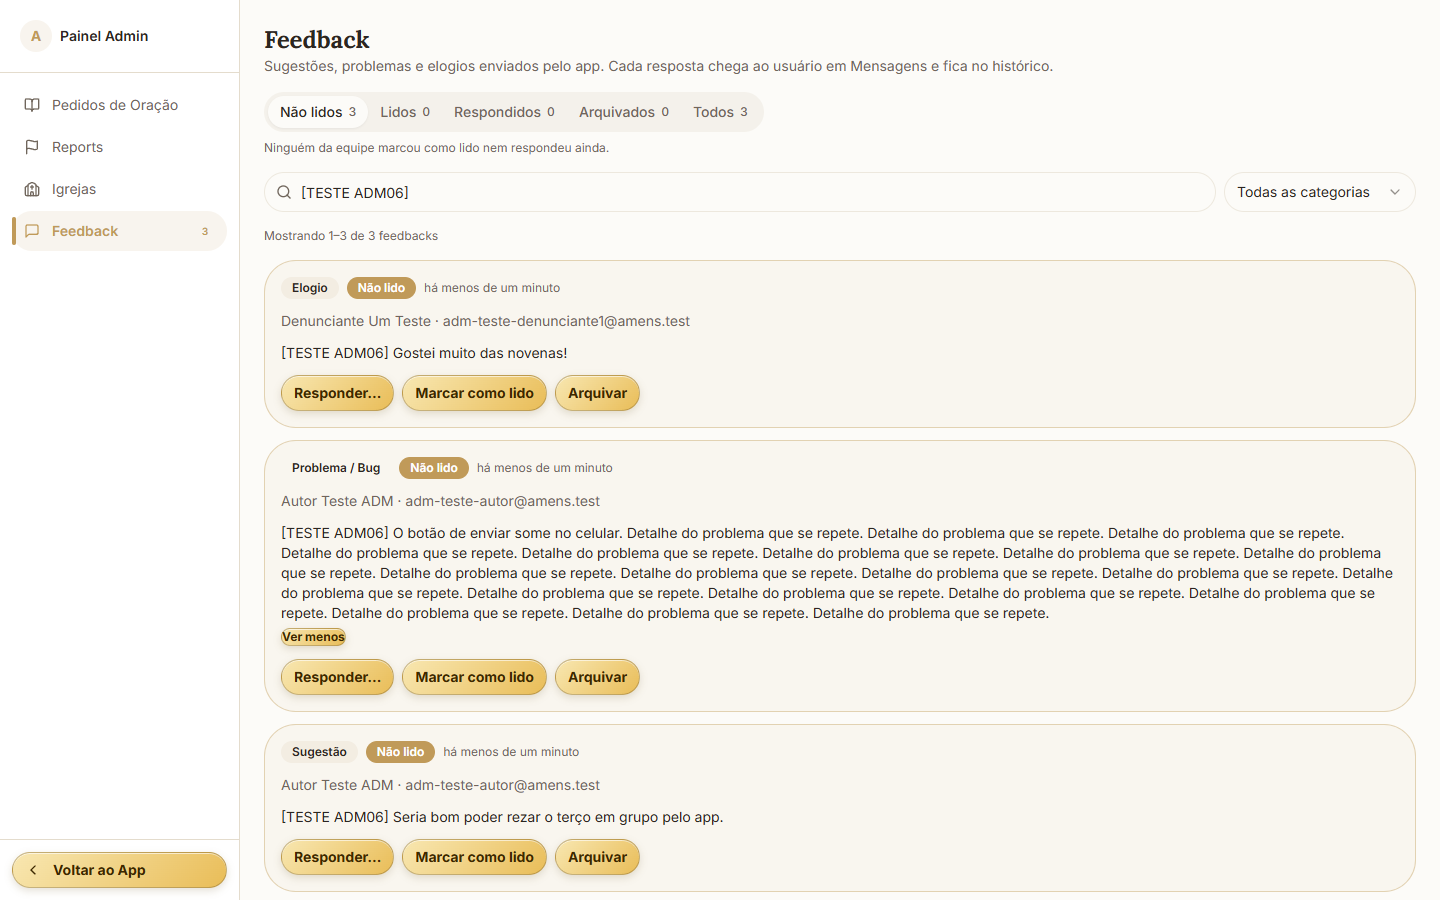 A Painel Admin
Pedidos de Oração
Reports
Igrejas
Feedback 3
Voltar ao App
Feedback
Sugestões, problemas e elogios enviados pelo app. Cada resposta chega ao usuário em Mensagens e fica no histórico.
Não lidos 3 Lidos 0 Respondidos 0 Arquivados 0 Todos 3
Ninguém da equipe marcou como lido nem respondeu ainda.
[TESTE ADM06] Todas as categorias
Mostrando 1–3 de 3 feedbacks
Elogio Não lido há menos de um minuto
Denunciante Um Teste · adm-teste-denunciante1@amens.test
[TESTE ADM06] Gostei muito das novenas!
Responder... Marcar como lido Arquivar
Problema / Bug Não lido há menos de um minuto
Autor Teste ADM · adm-teste-autor@amens.test
[TESTE ADM06] O botão de enviar some no celular. Detalhe do problema que se repete. Detalhe do problema que se repete. Detalhe do problema que se repete.
Detalhe do problema que se repete. Detalhe do problema que se repete. Detalhe do problema que se repete. Detalhe do problema que se repete. Detalhe do problema
que se repete. Detalhe do problema que se repete. Detalhe do problema que se repete. Detalhe do problema que se repete. Detalhe do problema que se repete. Detalhe
do problema que se repete. Detalhe do problema que se repete. Detalhe do problema que se repete. Detalhe do problema que se repete. Detalhe do problema que se
repete. Detalhe do problema que se repete. Detalhe do problema que se repete. Detalhe do problema que se repete.
Ver menos
Responder... Marcar como lido Arquivar
Sugestão Não lido há menos de um minuto
Autor Teste ADM · adm-teste-autor@amens.test
[TESTE ADM06] Seria bom poder rezar o terço em grupo pelo app.
Responder... Marcar como lido Arquivar